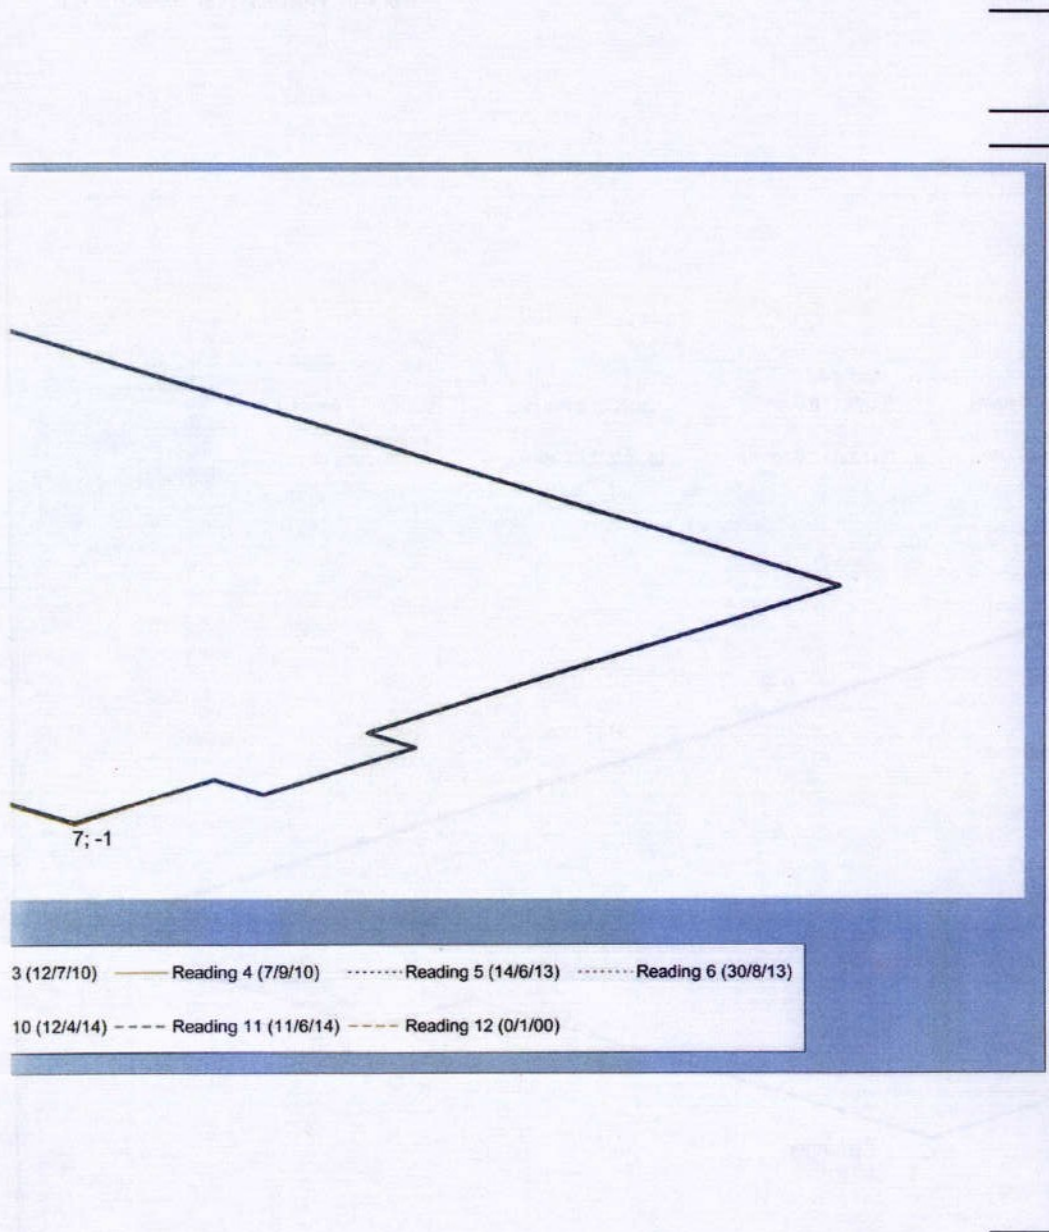 7; -1
3 (12/7/10) Reading 4 (7/9/10) Reading 5 (14/6/13) Reading 6 (30/8/13)
10 (12/4/14) Reading 11 (11/6/14) Reading 12 (0/1/00)